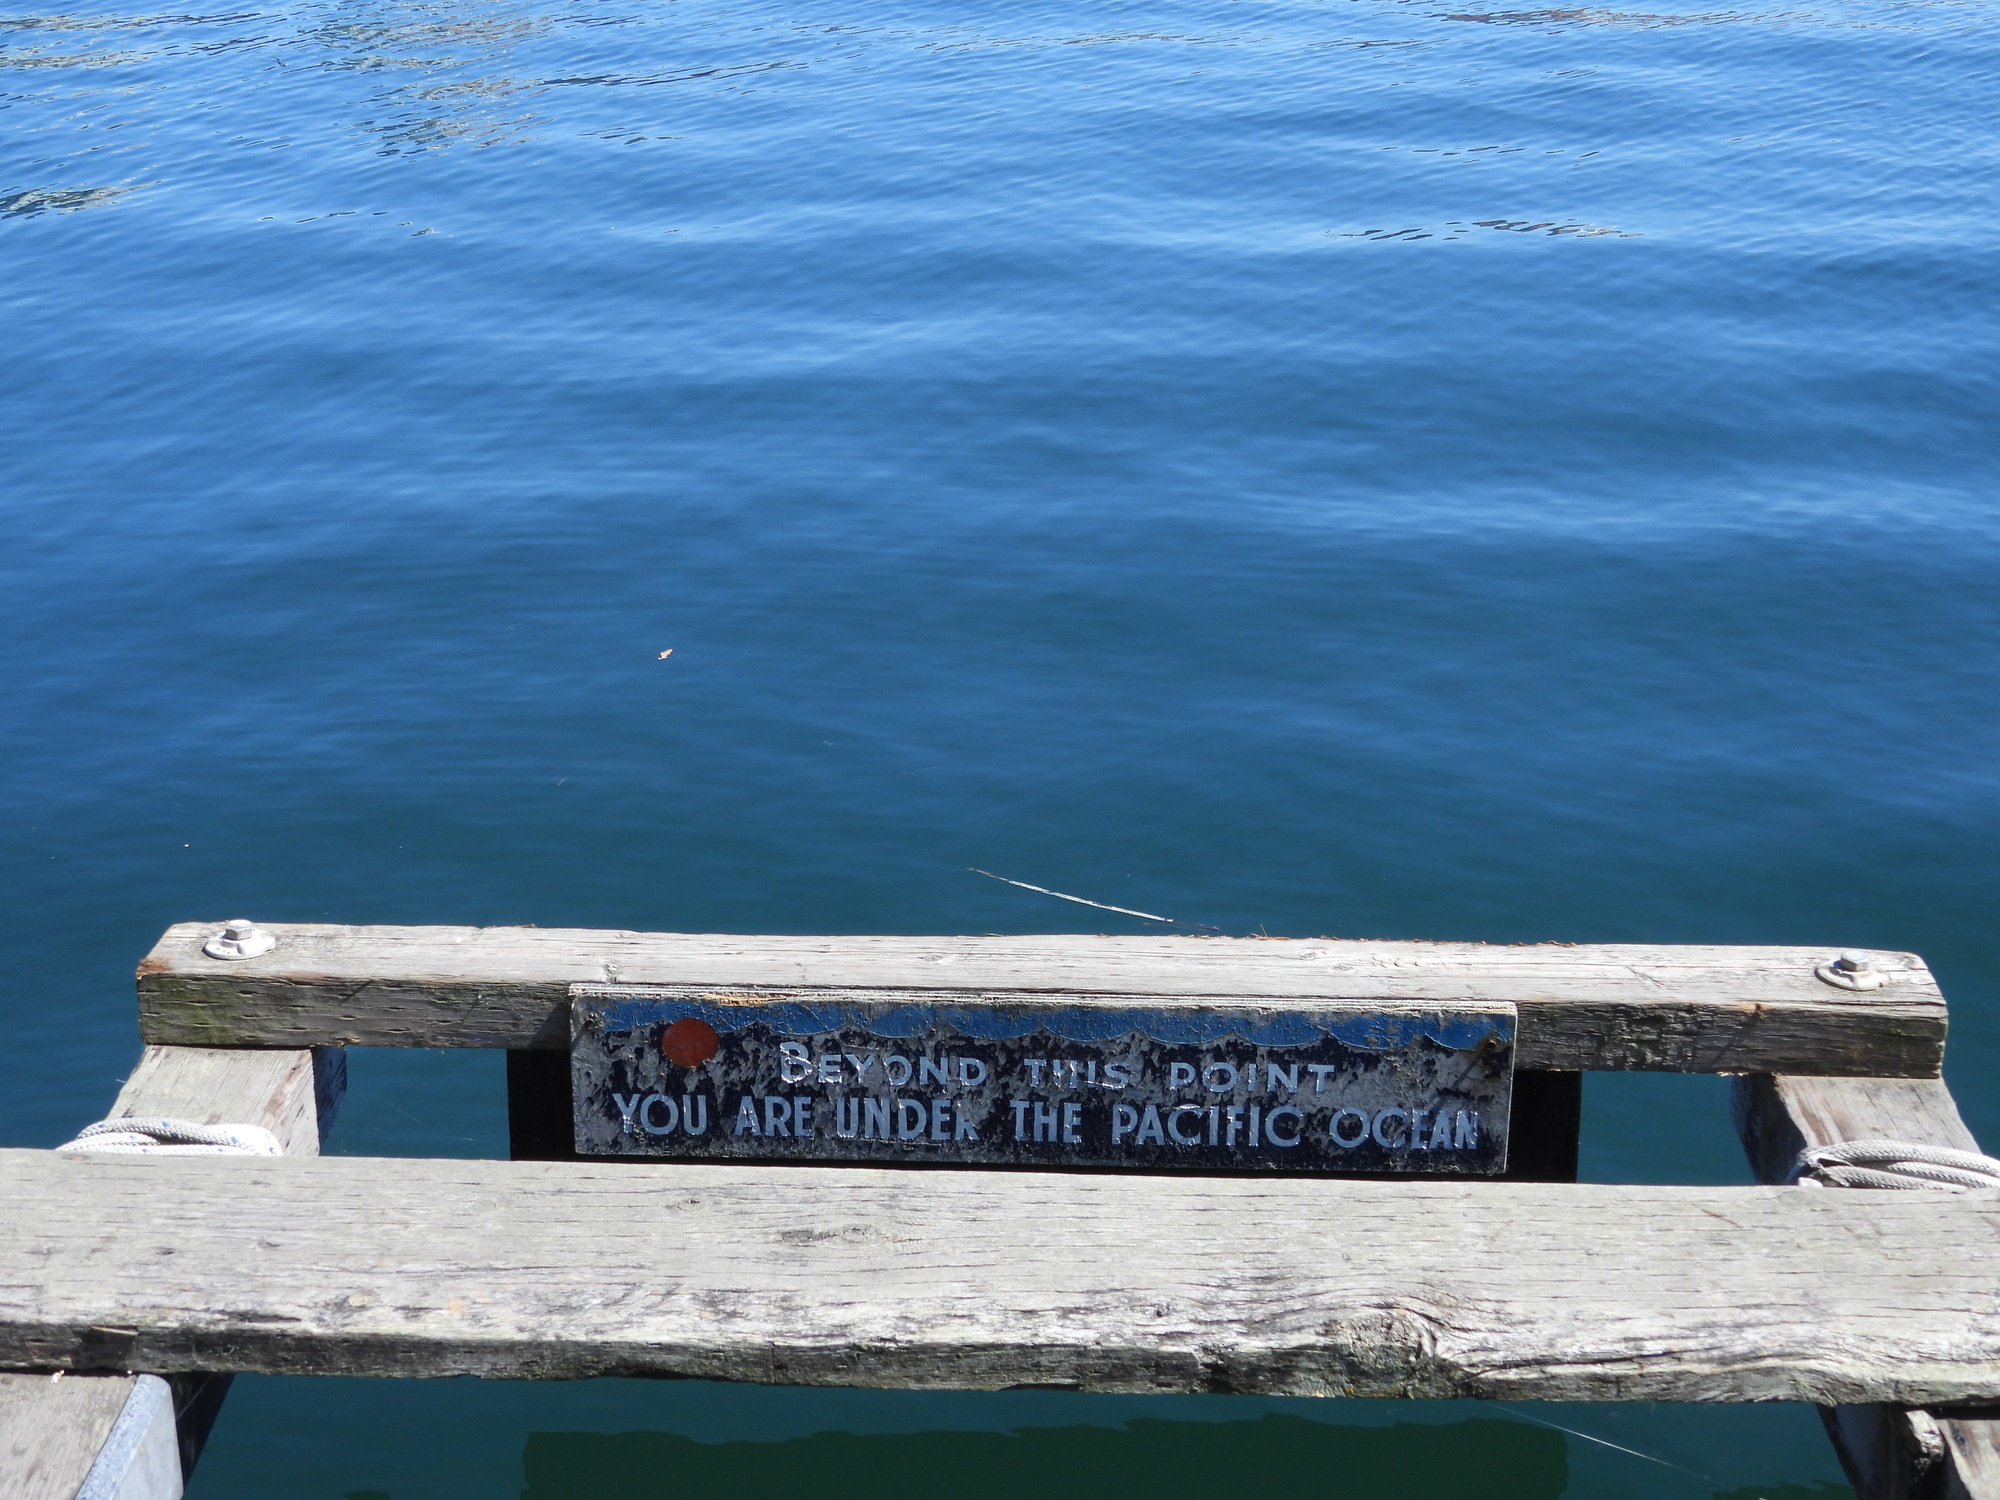 BEYOND THIS POINT
YOU ARE UNDER THE PACIFIC OCEAN